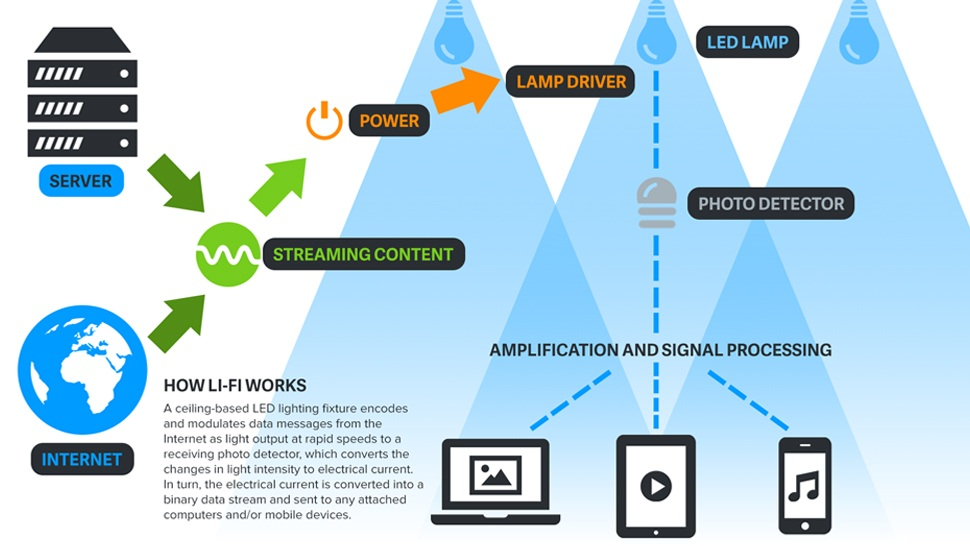 LED LAMP
LAMP DRIVER
POWER
SERVER
PHOTO DETECTOR
STREAMING CONTENT
AMPLIFICATION AND SIGNAL PROCESSING
INTERNET
HOW LI-FI WORKS
A ceiling-based LED lighting fixture encodes
and modulates data messages from the
Internet as light output at rapid speeds to a
receiving photo detector, which converts the
changes in light intensity to electrical current.
In turn, the electrical current is converted into a
binary data stream and sent to any attached
computers and/or mobile devices.